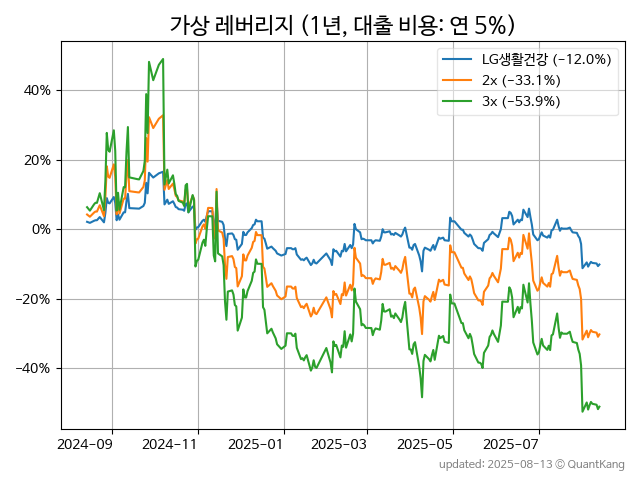 가상 레버리지 (1년, 대출 비용: 연 5%)
LG생활건강 (−12.0%)
2x (−33.1%)
3x (−53.9%)
40%
20%
0%
−20%
−40%
2024-09
2024-11
2025-01
2025-03
2025-05
2025-07
updated: 2025-08-13 © QuantKang